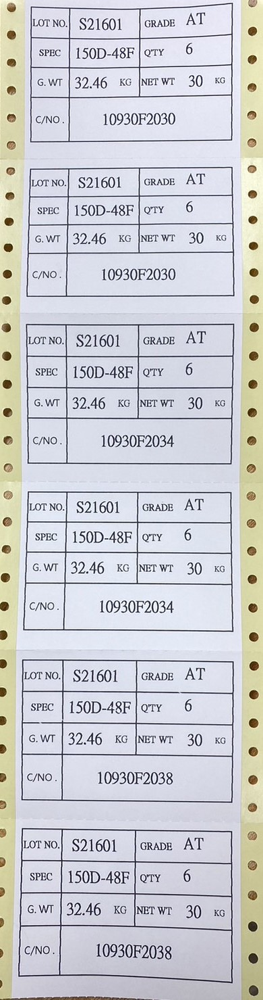 LOT NO. S21601 GRADE AT
SPEC 150D-48F Q'TY 6
G. WT 32.46 KG NET WT 30 KG
C/NO. 10930F2030
LOT NO. S21601 GRADE AT
SPEC 150D-48F Q'TY 6
G. WT 32.46 KG NET WT 30 KG
C/NO. 10930F2030
LOT NO. S21601 GRADE AT
SPEC 150D-48F Q'TY 6
G. WT 32.46 KG NET WT 30 KG
C/NO. 10930F2034
LOT NO. S21601 GRADE AT
SPEC 150D-48F Q'TY 6
G. WT 32.46 KG NET WT 30 KG
C/NO. 10930F2034
LOT NO. S21601 GRADE AT
SPEC 150D-48F Q'TY 6
G. WT 32.46 KG NET WT 30 KG
C/NO. 10930F2038
LOT NO. S21601 GRADE AT
SPEC 150D-48F Q'TY 6
G. WT 32.46 KG NET WT 30 KG
C/NO. 10930F2038